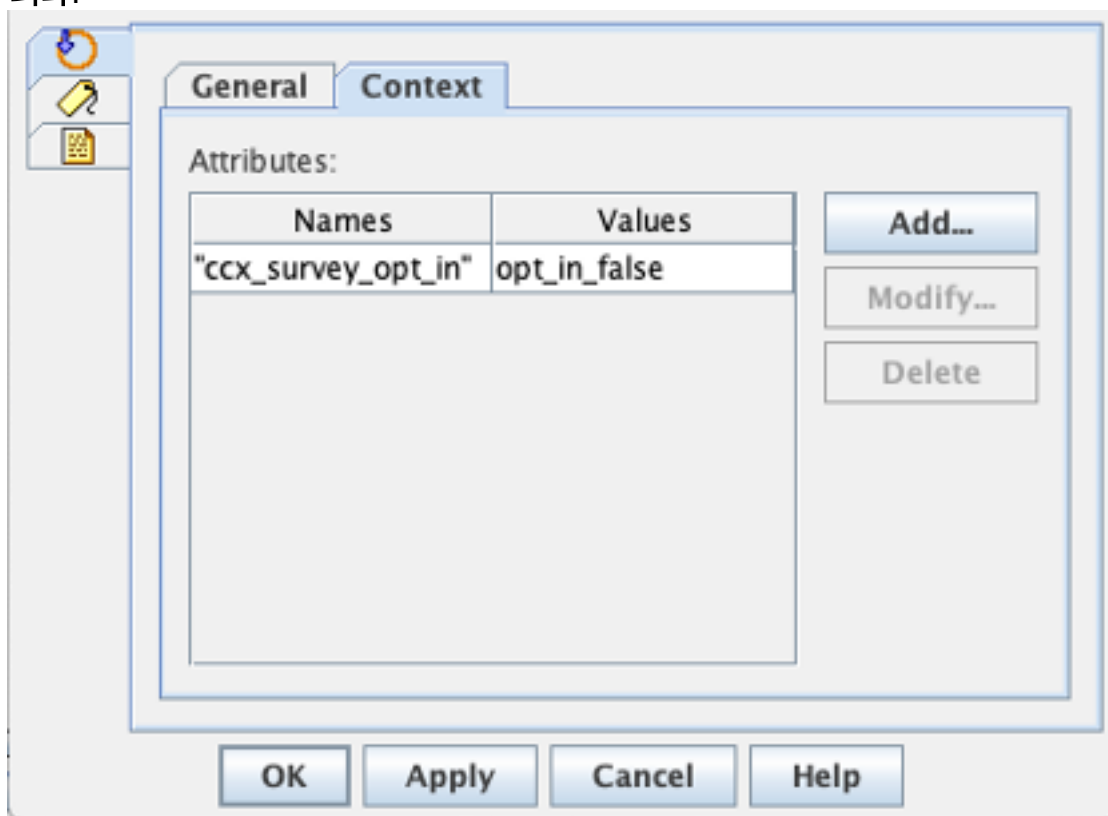 General Context
Attributes:
Names Values
"ccx_survey_opt_in" opt_in_false
Add...
Modify...
Delete
OK Apply Cancel Help